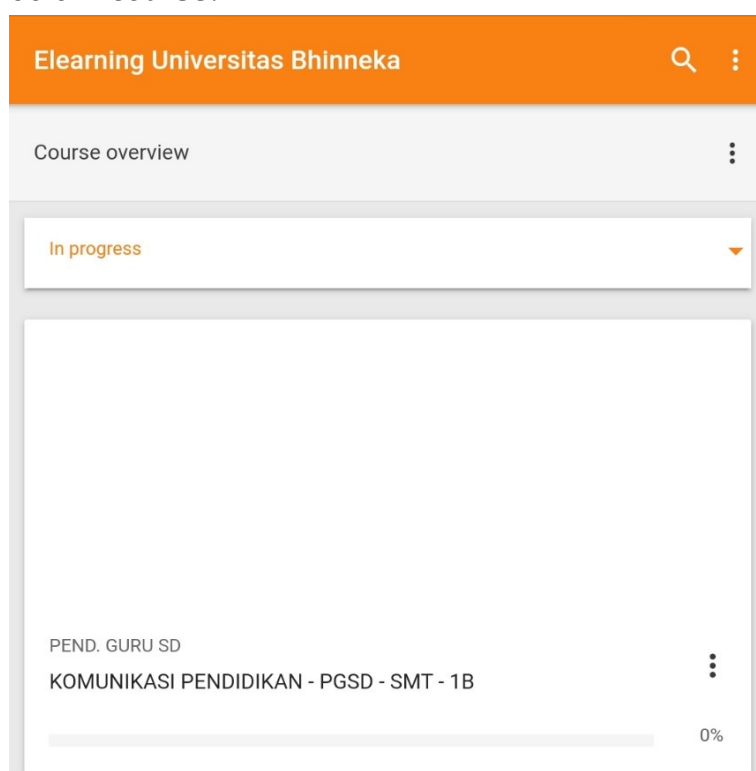 Elearning Universitas Bhinneka
Course overview
In progress
PEND. GURU SD
KOMUNIKASI PENDIDIKAN - PGSD - SMT - 1B
0%